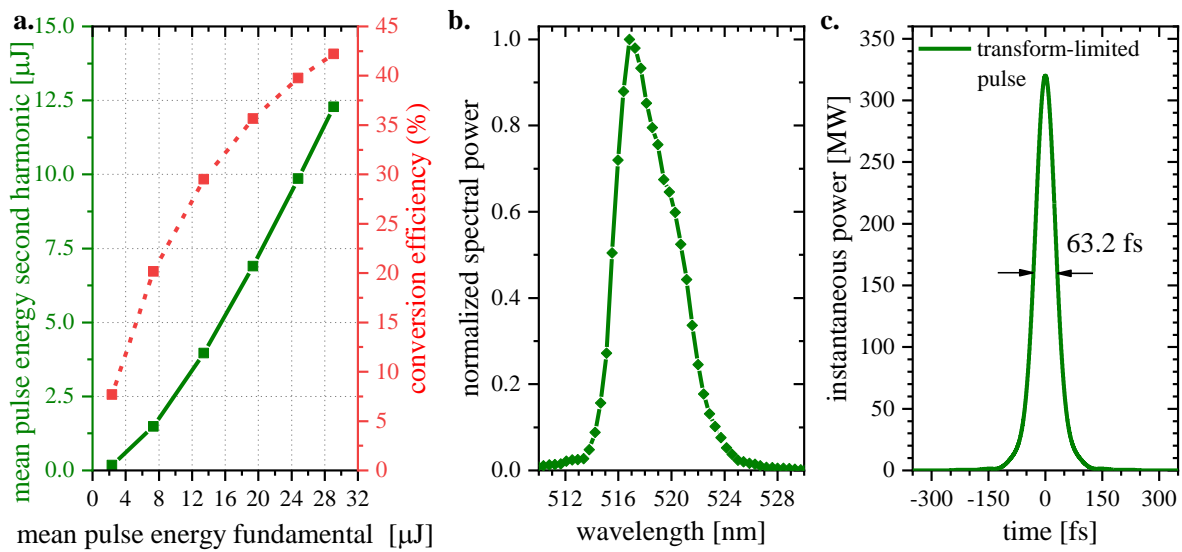 a.
mean pulse energy second harmonic [µJ]
15.0
12.5
10.0
7.5
5.0
2.5
0.0
0 4 8 12 16 20 24 28 32
mean pulse energy fundamental [µJ]
45
40
35
30
25
20
15
10
5
0
conversion efficiency (%)
b.
normalized spectral power
1.0
0.8
0.6
0.4
0.2
0.0
512 516 520 524 528
wavelength [nm]
c.
instantaneous power [MW]
350
300
250
200
150
100
50
0
transform-limited
pulse
63.2 fs
-300 -150 0 150 300
time [fs]